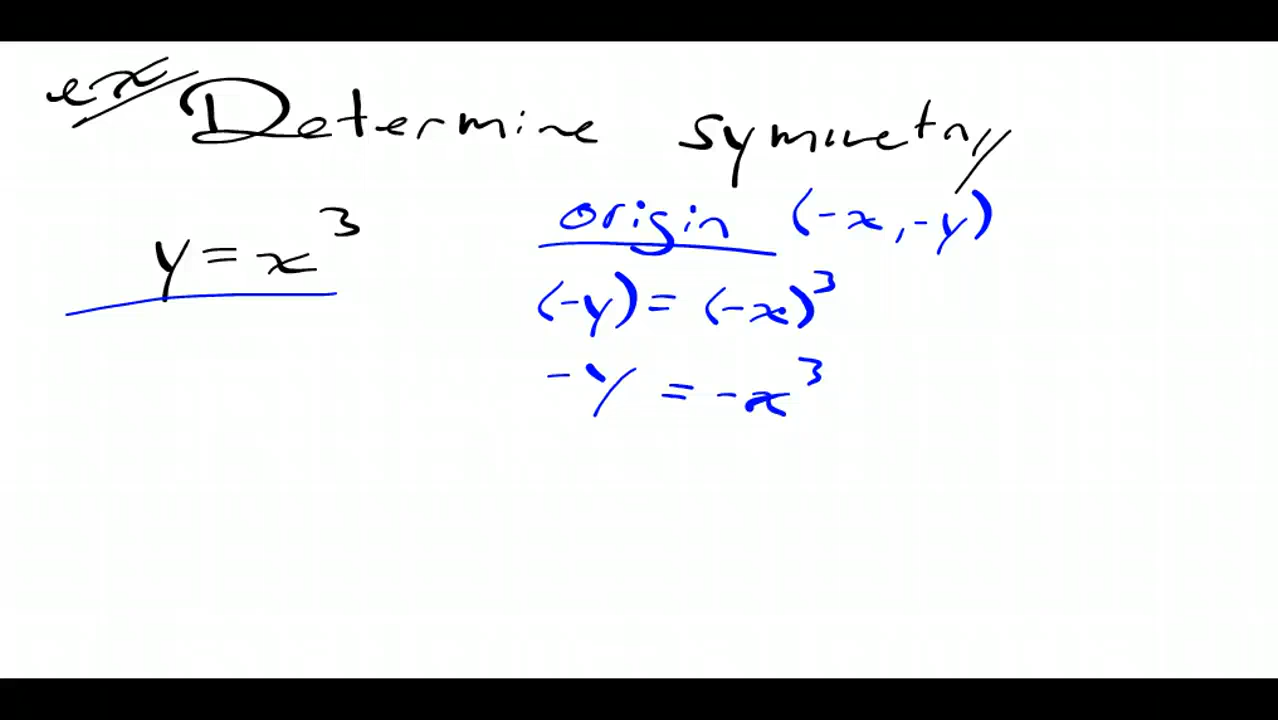 ex Determine symmetry
y = x³
origin (-x, -y)
(-y) = (-x)³
-y = -x³